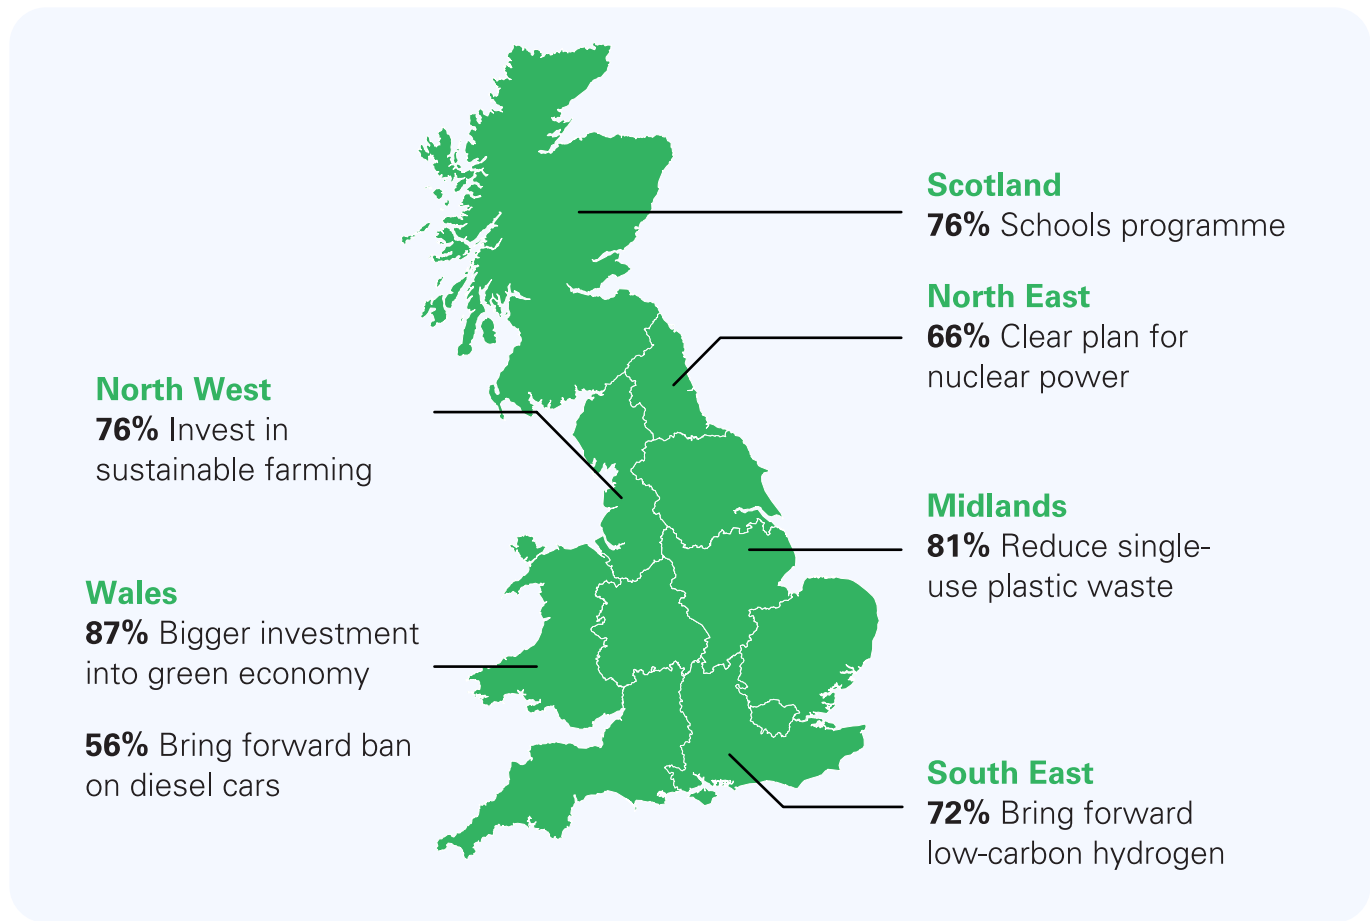 Scotland
76% Schools programme
North East
66% Clear plan for
nuclear power
North West
76% Invest in
sustainable farming
Midlands
81% Reduce single-
use plastic waste
Wales
87% Bigger investment
into green economy
56% Bring forward ban
on diesel cars
South East
72% Bring forward
low-carbon hydrogen